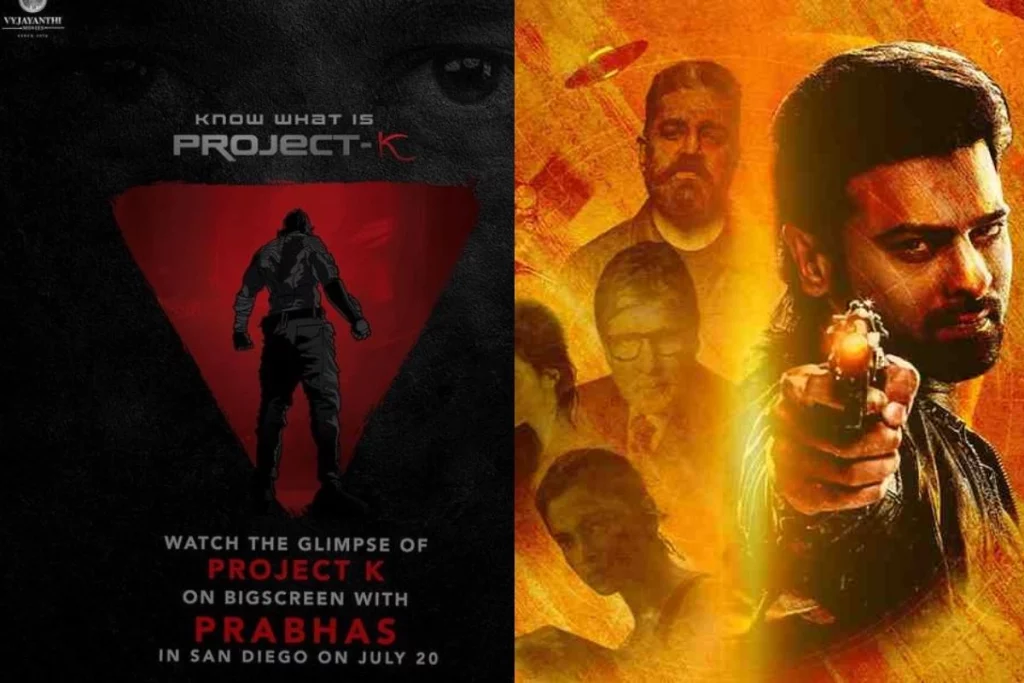 VYJAYANTHI
MOVIES
KNOW WHAT IS
PROJECT-K
WATCH THE GLIMPSE OF
PROJECT K
ON BIGSCREEN WITH
PRABHAS
IN SAN DIEGO ON JULY 20